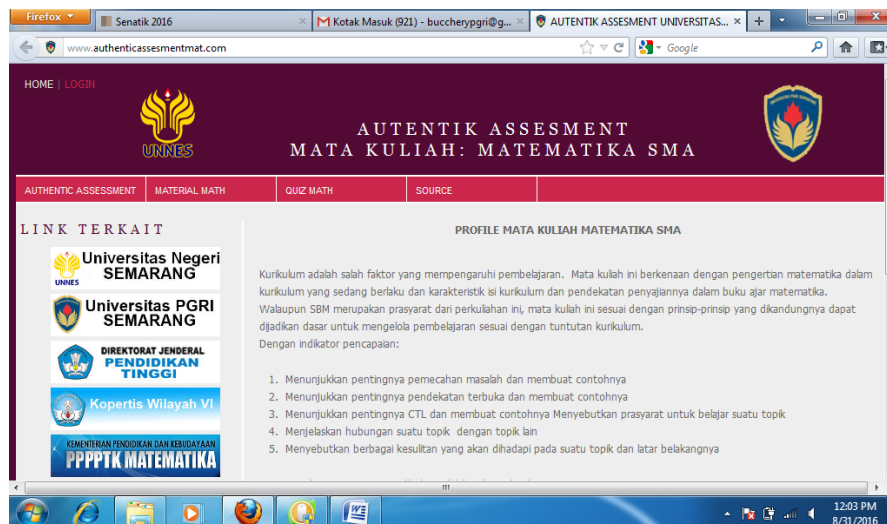 Firefox
Senatik 2016
Kotak Masuk (921) - buccherypgri@g...
AUTENTIK ASSESMENT UNIVERSITAS...
www.authenticassesmentmat.com
Google
HOME | LOGIN
UNNES
AUTENTIK ASSESMENT
MATA KULIAH: MATEMATIKA SMA
AUTHENTIC ASSESSMENT
MATERIAL MATH
QUIZ MATH
SOURCE
LINK TERKAIT
UNNES
Universitas Negeri
SEMARANG
Universitas PGRI
SEMARANG
DIREKTORAT JENDERAL
PENDIDIKAN
TINGGI
Kopertis Wilayah VI
KEMENTERIAN PENDIDIKAN DAN KEBUDAYAAN
PPPPTK MATEMATIKA
PROFILE MATA KULIAH MATEMATIKA SMA
Kurikulum adalah salah faktor yang mempengaruhi pembelajaran. Mata kuliah ini berkenaan dengan pengertian matematika dalam
kurikulum yang sedang berlaku dan karakteristik isi kurikulum dan pendekatan penyajiannya dalam buku ajar matematika.
Walaupun SBM merupakan prasyarat dari perkuliahan ini, mata kuliah ini sesuai dengan prinsip-prinsip yang dikandungnya dapat
dijadikan dasar untuk mengelola pembelajaran sesuai dengan tuntutan kurikulum.
Dengan indikator pencapaian:
1. Menunjukkan pentingnya pemecahan masalah dan membuat contohnya
2. Menunjukkan pentingnya pendekatan terbuka dan membuat contohnya
3. Menunjukkan pentingnya CTL dan membuat contohnya Menyebutkan prasyarat untuk belajar suatu topik
4. Menjelaskan hubungan suatu topik dengan topik lain
5. Menyebutkan berbagai kesulitan yang akan dihadapi pada suatu topik dan latar belakangnya
12:03 PM
8/31/2016